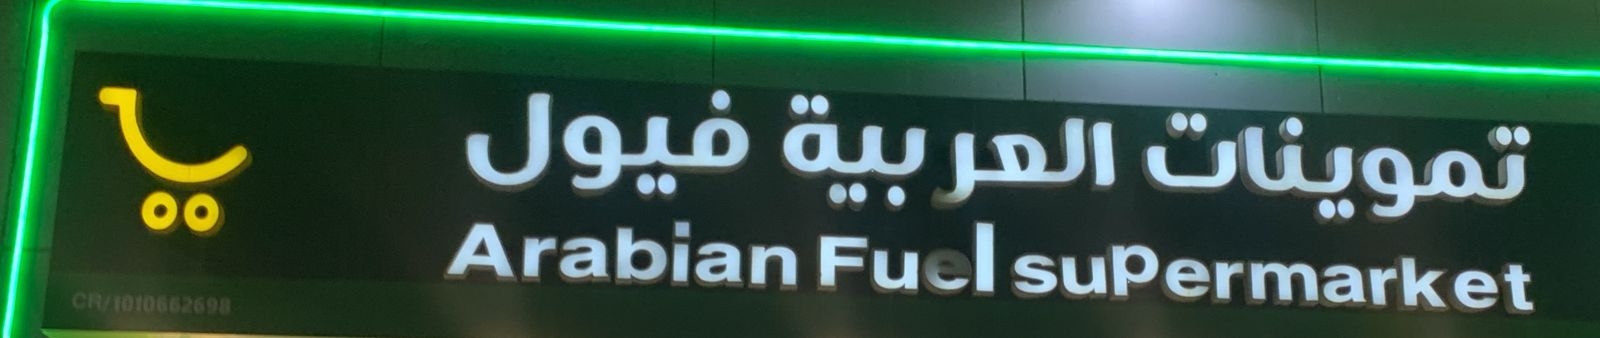 تموينات العربية فيول
Arabian Fuel supermarket
CR/1010662698